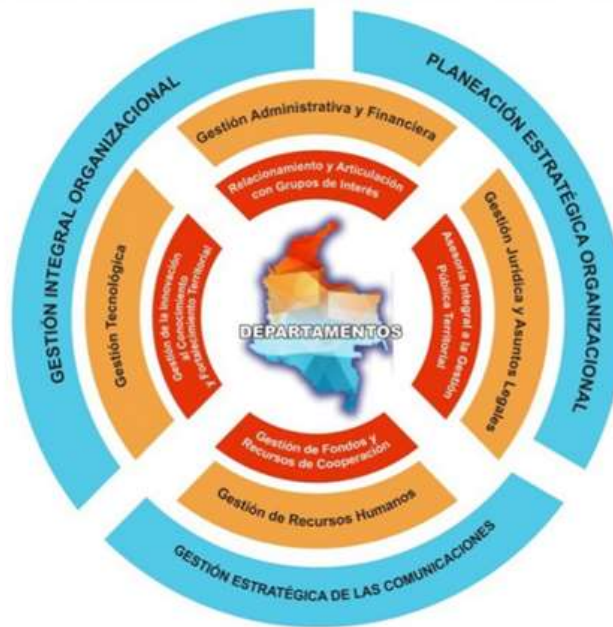 GESTIÓN INTEGRAL ORGANIZACIONAL
PLANEACIÓN ESTRATÉGICA ORGANIZACIONAL
Gestión Administrativa y Financiera
Relacionamiento y Articulación
con Grupos de Interés
Gestión Tecnológica
Gestión de la Innovación
al Conocimiento
y Fortalecimiento Territorial
DEPARTAMENTOS
Asesoría Integral a la Gestión
Pública Territorial
Gestión Jurídica y Asuntos Legales
Gestión de Fondos y
Recursos de Cooperación
Gestión de Recursos Humanos
GESTIÓN ESTRATÉGICA DE LAS COMUNICACIONES